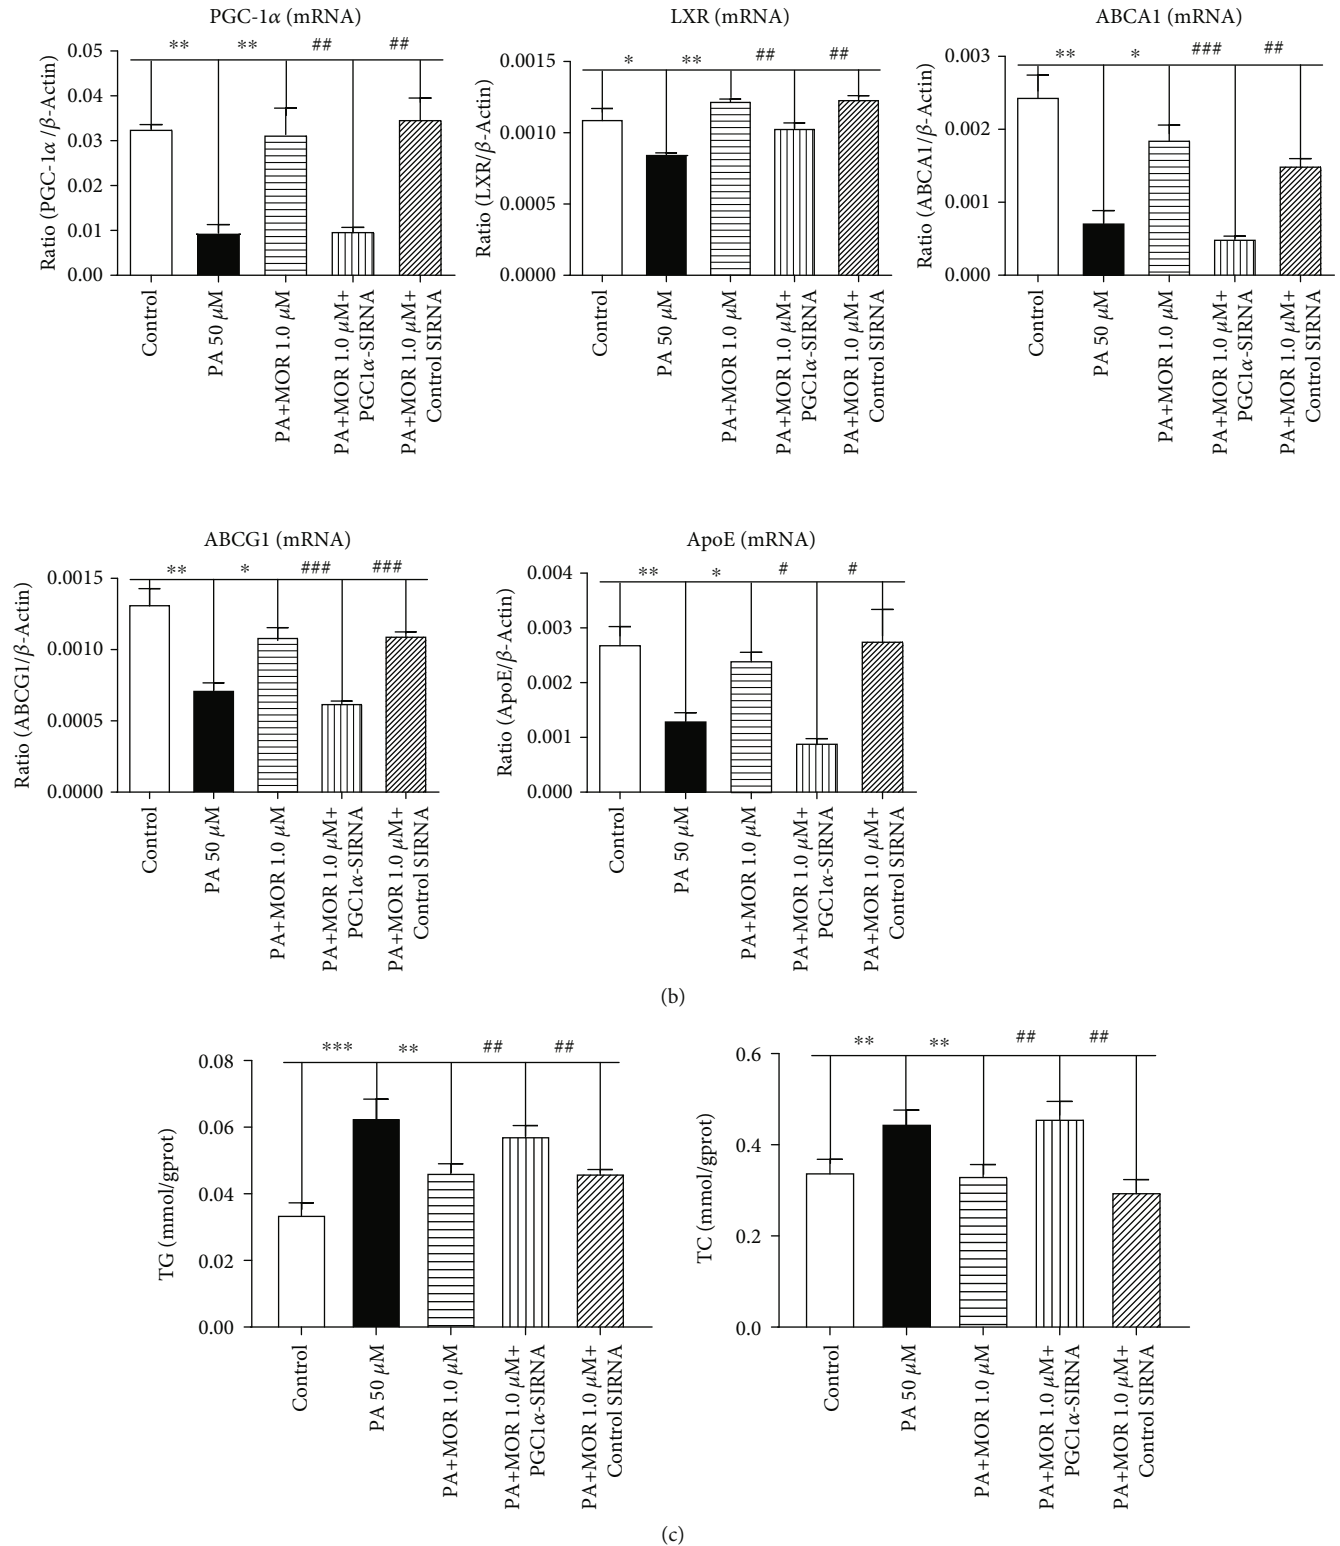 PGC-1α (mRNA)
** ** ## ##
Ratio (PGC-1α/β-Actin)
0.05
0.04
0.03
0.02
0.01
0.00
Control
PA 50 μM
PA+MOR 1.0 μM
PA+MOR 1.0 μM+
PGC1α-SIRNA
PA+MOR 1.0 μM+
Control SIRNA
LXR (mRNA)
* ** ## ##
Ratio (LXR/β-Actin)
0.0015
0.0010
0.0005
0.0000
Control
PA 50 μM
PA+MOR 1.0 μM
PA+MOR 1.0 μM+
PGC1α-SIRNA
PA+MOR 1.0 μM+
Control SIRNA
ABCA1 (mRNA)
** * ### ##
Ratio (ABCA1/β-Actin)
0.003
0.002
0.001
0.000
Control
PA 50 μM
PA+MOR 1.0 μM
PA+MOR 1.0 μM+
PGC1α-SIRNA
PA+MOR 1.0 μM+
Control SIRNA
ABCG1 (mRNA)
** * ### ###
Ratio (ABCG1/β-Actin)
0.0015
0.0010
0.0005
0.0000
Control
PA 50 μM
PA+MOR 1.0 μM
PA+MOR 1.0 μM+
PGC1α-SIRNA
PA+MOR 1.0 μM+
Control SIRNA
ApoE (mRNA)
** * # #
Ratio (ApoE/β-Actin)
0.004
0.003
0.002
0.001
0.000
Control
PA 50 μM
PA+MOR 1.0 μM
PA+MOR 1.0 μM+
PGC1α-SIRNA
PA+MOR 1.0 μM+
Control SIRNA
(b)
*** ** ## ##
TG (mmol/gprot)
0.08
0.06
0.04
0.02
0.00
Control
PA 50 μM
PA+MOR 1.0 μM
PA+MOR 1.0 μM+
PGC1α-SIRNA
PA+MOR 1.0 μM+
Control SIRNA
** ** ## ##
TC (mmol/gprot)
0.6
0.4
0.2
0.0
Control
PA 50 μM
PA+MOR 1.0 μM
PA+MOR 1.0 μM+
PGC1α-SIRNA
PA+MOR 1.0 μM+
Control SIRNA
(c)